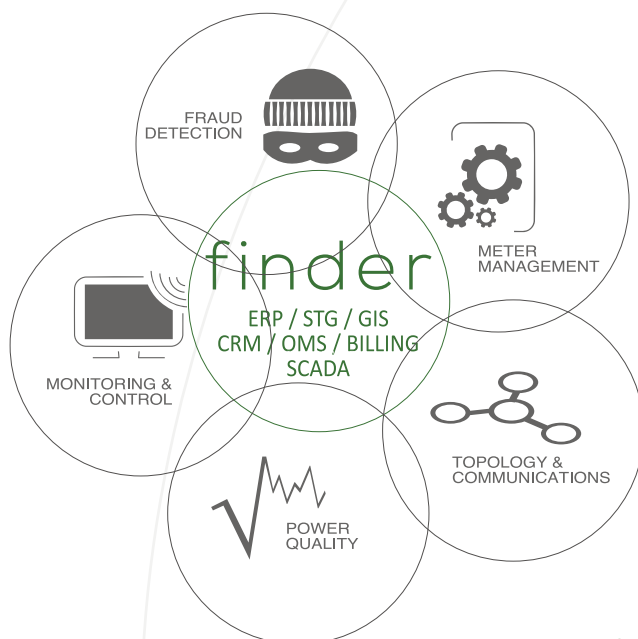 FRAUD
DETECTION
METER
MANAGEMENT
finder
ERP / STG / GIS
CRM / OMS / BILLING
SCADA
MONITORING &
CONTROL
TOPOLOGY &
COMMUNICATIONS
POWER
QUALITY